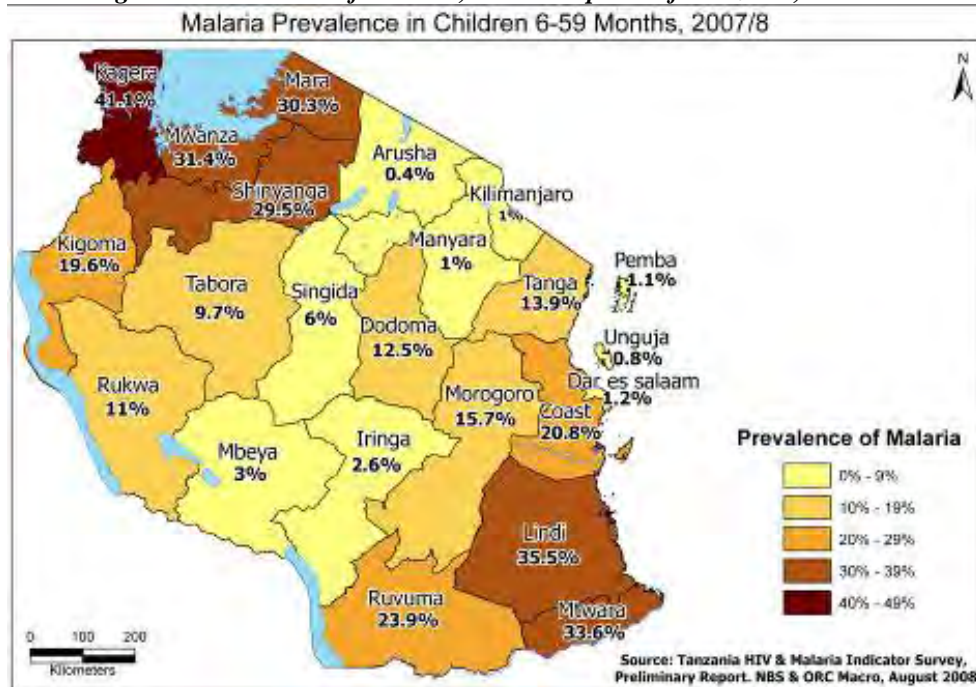 Malaria Prevalence in Children 6-59 Months, 2007/8
N
Kagera
41.1%
Mara
30.3%
Mwanza
31.4%
Arusha
0.4%
Shinyanga
29.5%
Kilimanjaro
1%
Kigoma
19.6%
Manyara
1%
Pemba
1.1%
Tabora
9.7%
Singida
6%
Tanga
13.9%
Dodoma
12.5%
Unguja
0.8%
Rukwa
11%
Morogoro
15.7%
Dar es salaam
1.2%
Coast
20.8%
Mbeya
3%
Iringa
2.6%
Lindi
35.5%
Ruvuma
23.9%
Mtwara
33.6%
Prevalence of Malaria
0% - 9%
10% - 19%
20% - 29%
30% - 39%
40% - 49%
0 100 200
Kilometers
Source: Tanzania HIV & Malaria Indicator Survey,
Preliminary Report. NBS & ORC Macro, August 2008